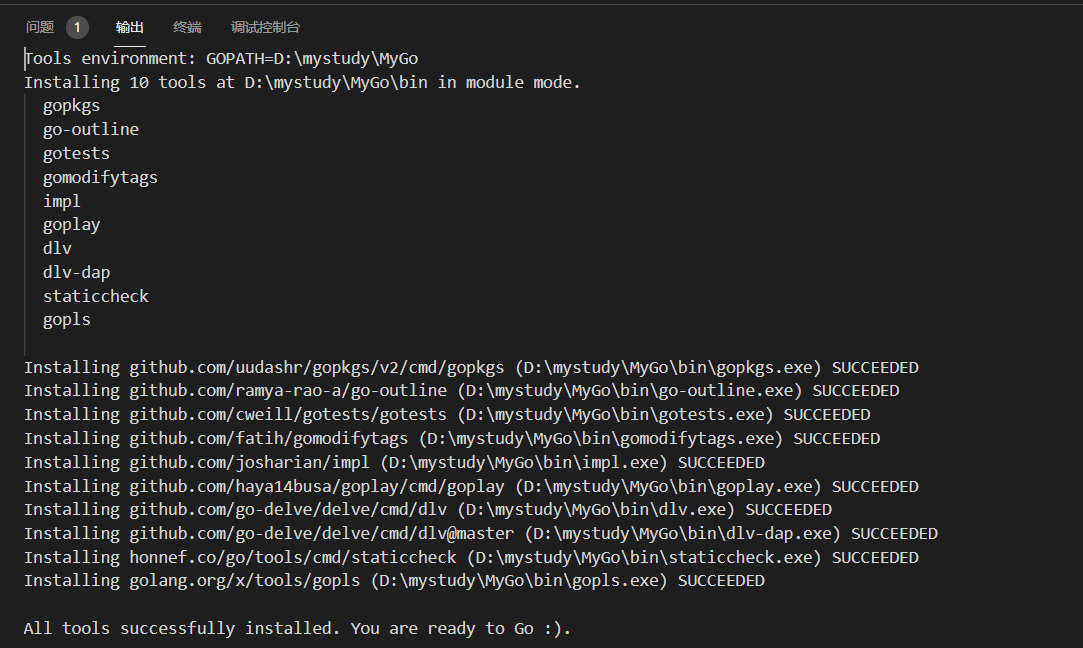 问题 1 输出 终端 调试控制台
Tools environment: GOPATH=D:\mystudy\MyGo
Installing 10 tools at D:\mystudy\MyGo\bin in module mode.
gopkgs
go-outline
gotests
gomodifytags
impl
goplay
dlv
dlv-dap
staticcheck
gopls
Installing github.com/uudashr/gopkgs/v2/cmd/gopkgs (D:\mystudy\MyGo\bin\gopkgs.exe) SUCCEEDED
Installing github.com/ramya-rao-a/go-outline (D:\mystudy\MyGo\bin\go-outline.exe) SUCCEEDED
Installing github.com/cweill/gotests/gotests (D:\mystudy\MyGo\bin\gotests.exe) SUCCEEDED
Installing github.com/fatih/gomodifytags (D:\mystudy\MyGo\bin\gomodifytags.exe) SUCCEEDED
Installing github.com/josharian/impl (D:\mystudy\MyGo\bin\impl.exe) SUCCEEDED
Installing github.com/haya14busa/goplay/cmd/goplay (D:\mystudy\MyGo\bin\goplay.exe) SUCCEEDED
Installing github.com/go-delve/delve/cmd/dlv (D:\mystudy\MyGo\bin\dlv.exe) SUCCEEDED
Installing github.com/go-delve/delve/cmd/dlv@master (D:\mystudy\MyGo\bin\dlv-dap.exe) SUCCEEDED
Installing honnef.co/go/tools/cmd/staticcheck (D:\mystudy\MyGo\bin\staticcheck.exe) SUCCEEDED
Installing golang.org/x/tools/gopls (D:\mystudy\MyGo\bin\gopls.exe) SUCCEEDED
All tools successfully installed. You are ready to Go :).